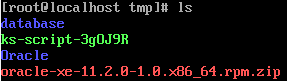 [root@localhost tmp]# ls
database
ks-script-3gOJ9R
Oracle
oracle-xe-11.2.0-1.0.x86_64.rpm.zip